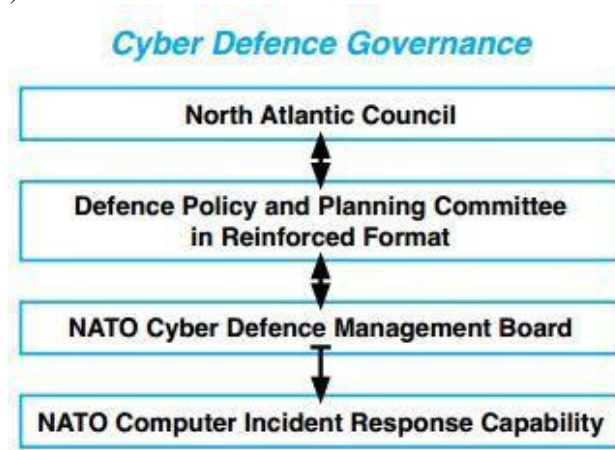 Cyber Defence Governance
North Atlantic Council
Defence Policy and Planning Committee
in Reinforced Format
NATO Cyber Defence Management Board
NATO Computer Incident Response Capability